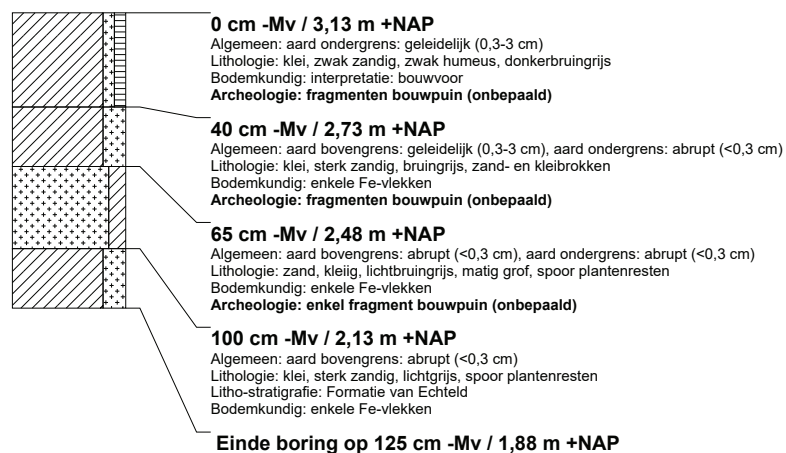 0 cm -Mv / 3,13 m +NAP
Algemeen: aard ondergrens: geleidelijk (0,3-3 cm)
Lithologie: klei, zwak zandig, zwak humeus, donkerbruingrijs
Bodemkundig: interpretatie: bouwvoor
Archeologie: fragmenten bouwpuin (onbepaald)
40 cm -Mv / 2,73 m +NAP
Algemeen: aard bovengrens: geleidelijk (0,3-3 cm), aard ondergrens: abrupt (<0,3 cm)
Lithologie: klei, sterk zandig, bruingrijs, zand- en kleibrokken
Bodemkundig: enkele Fe-vlekken
Archeologie: fragmenten bouwpuin (onbepaald)
65 cm -Mv / 2,48 m +NAP
Algemeen: aard bovengrens: abrupt (<0,3 cm), aard ondergrens: abrupt (<0,3 cm)
Lithologie: zand, kleiig, lichtbruingrijs, matig grof, spoor plantenresten
Bodemkundig: enkele Fe-vlekken
Archeologie: enkel fragment bouwpuin (onbepaald)
100 cm -Mv / 2,13 m +NAP
Algemeen: aard bovengrens: abrupt (<0,3 cm)
Lithologie: klei, sterk zandig, lichtgrijs, spoor plantenresten
Litho-stratigrafie: Formatie van Echteld
Bodemkundig: enkele Fe-vlekken
Einde boring op 125 cm -Mv / 1,88 m +NAP